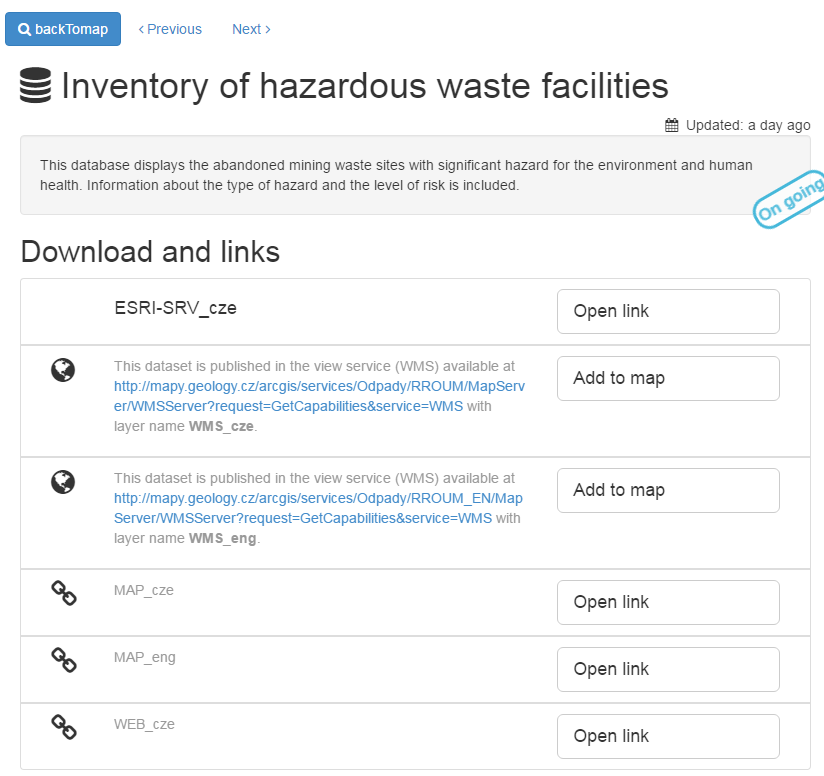 backTomap
Previous
Next
Inventory of hazardous waste facilities
Updated: a day ago
This database displays the abandoned mining waste sites with significant hazard for the environment and human
health. Information about the type of hazard and the level of risk is included.
On going
Download and links
ESRI-SRV_cze
Open link
This dataset is published in the view service (WMS) available at
http://mapy.geology.cz/arcgis/services/Odpady/RROUM/MapServ
er/WMSServer?request=GetCapabilities&service=WMS with
layer name WMS_cze.
Add to map
This dataset is published in the view service (WMS) available at
http://mapy.geology.cz/arcgis/services/Odpady/RROUM_EN/Map
Server/WMSServer?request=GetCapabilities&service=WMS with
layer name WMS_eng.
Add to map
MAP_cze
Open link
MAP_eng
Open link
WEB_cze
Open link